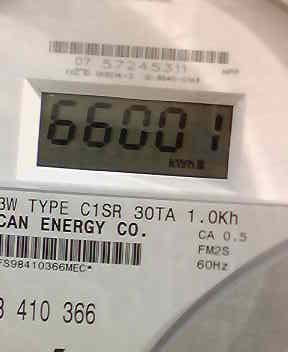 07 57245311
66001
kWh
3W TYPE C1SR 30TA 1.0Kh
CAN ENERGY CO.
CA 0.5
FM2S
60Hz
FS98410366MEC*
3 410 366